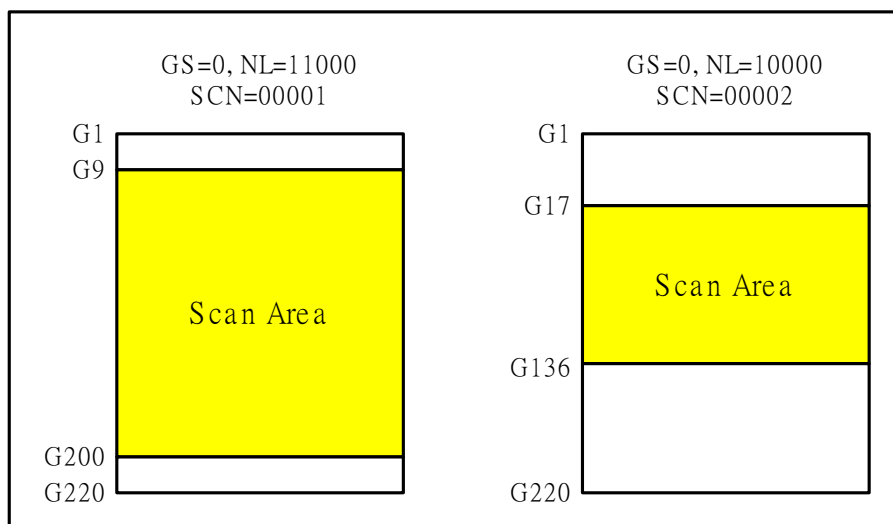 GS=0, NL=11000
SCN=00001
G1
G9
Scan Area
G200
G220
GS=0, NL=10000
SCN=00002
G1
G17
Scan Area
G136
G220